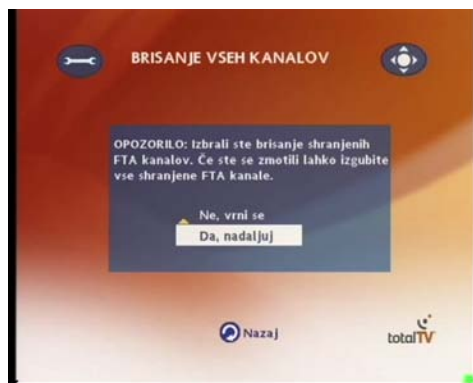 BRISANJE VSEH KANALOV
OPOZORILO: Izbrali ste brisanje shranjenih
FTA kanalov. Če ste se zmotili lahko izgubite
vse shranjene FTA kanale.
Ne, vrni se
Da, nadaljuj
Nazaj
totalTV